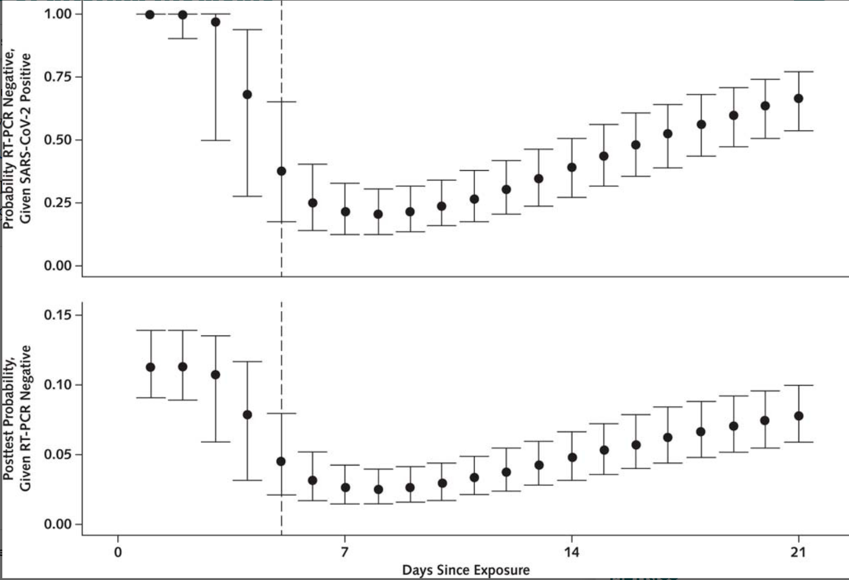 Probability RT-PCR Negative,
Given SARS-CoV-2 Positive
1.00
0.75
0.50
0.25
0.00
Posttest Probability,
Given RT-PCR Negative
0.15
0.10
0.05
0.00
0
7
14
21
Days Since Exposure